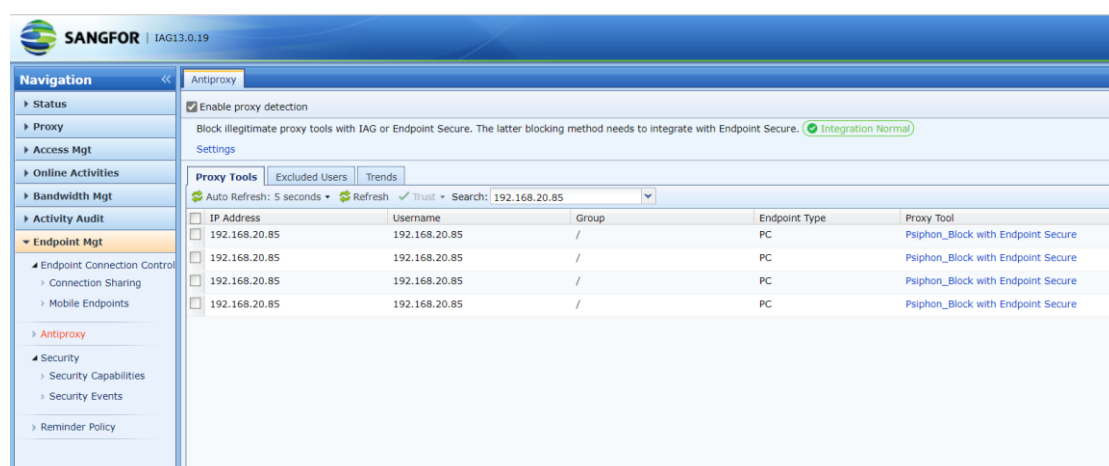 SANGFOR | IAG13.0.19
Navigation «
Status
Proxy
Access Mgt
Online Activities
Bandwidth Mgt
Activity Audit
Endpoint Mgt
Endpoint Connection Control
Connection Sharing
Mobile Endpoints
Antiproxy
Security
Security Capabilities
Security Events
Reminder Policy
Antiproxy
Enable proxy detection
Block illegitimate proxy tools with IAG or Endpoint Secure. The latter blocking method needs to integrate with Endpoint Secure. Integration Normal
Settings
Proxy Tools Excluded Users Trends
Auto Refresh: 5 seconds Refresh Trust Search: 192.168.20.85
IP Address Username Group Endpoint Type Proxy Tool
192.168.20.85 192.168.20.85 / PC Psiphon_Block with Endpoint Secure
192.168.20.85 192.168.20.85 / PC Psiphon_Block with Endpoint Secure
192.168.20.85 192.168.20.85 / PC Psiphon_Block with Endpoint Secure
192.168.20.85 192.168.20.85 / PC Psiphon_Block with Endpoint Secure